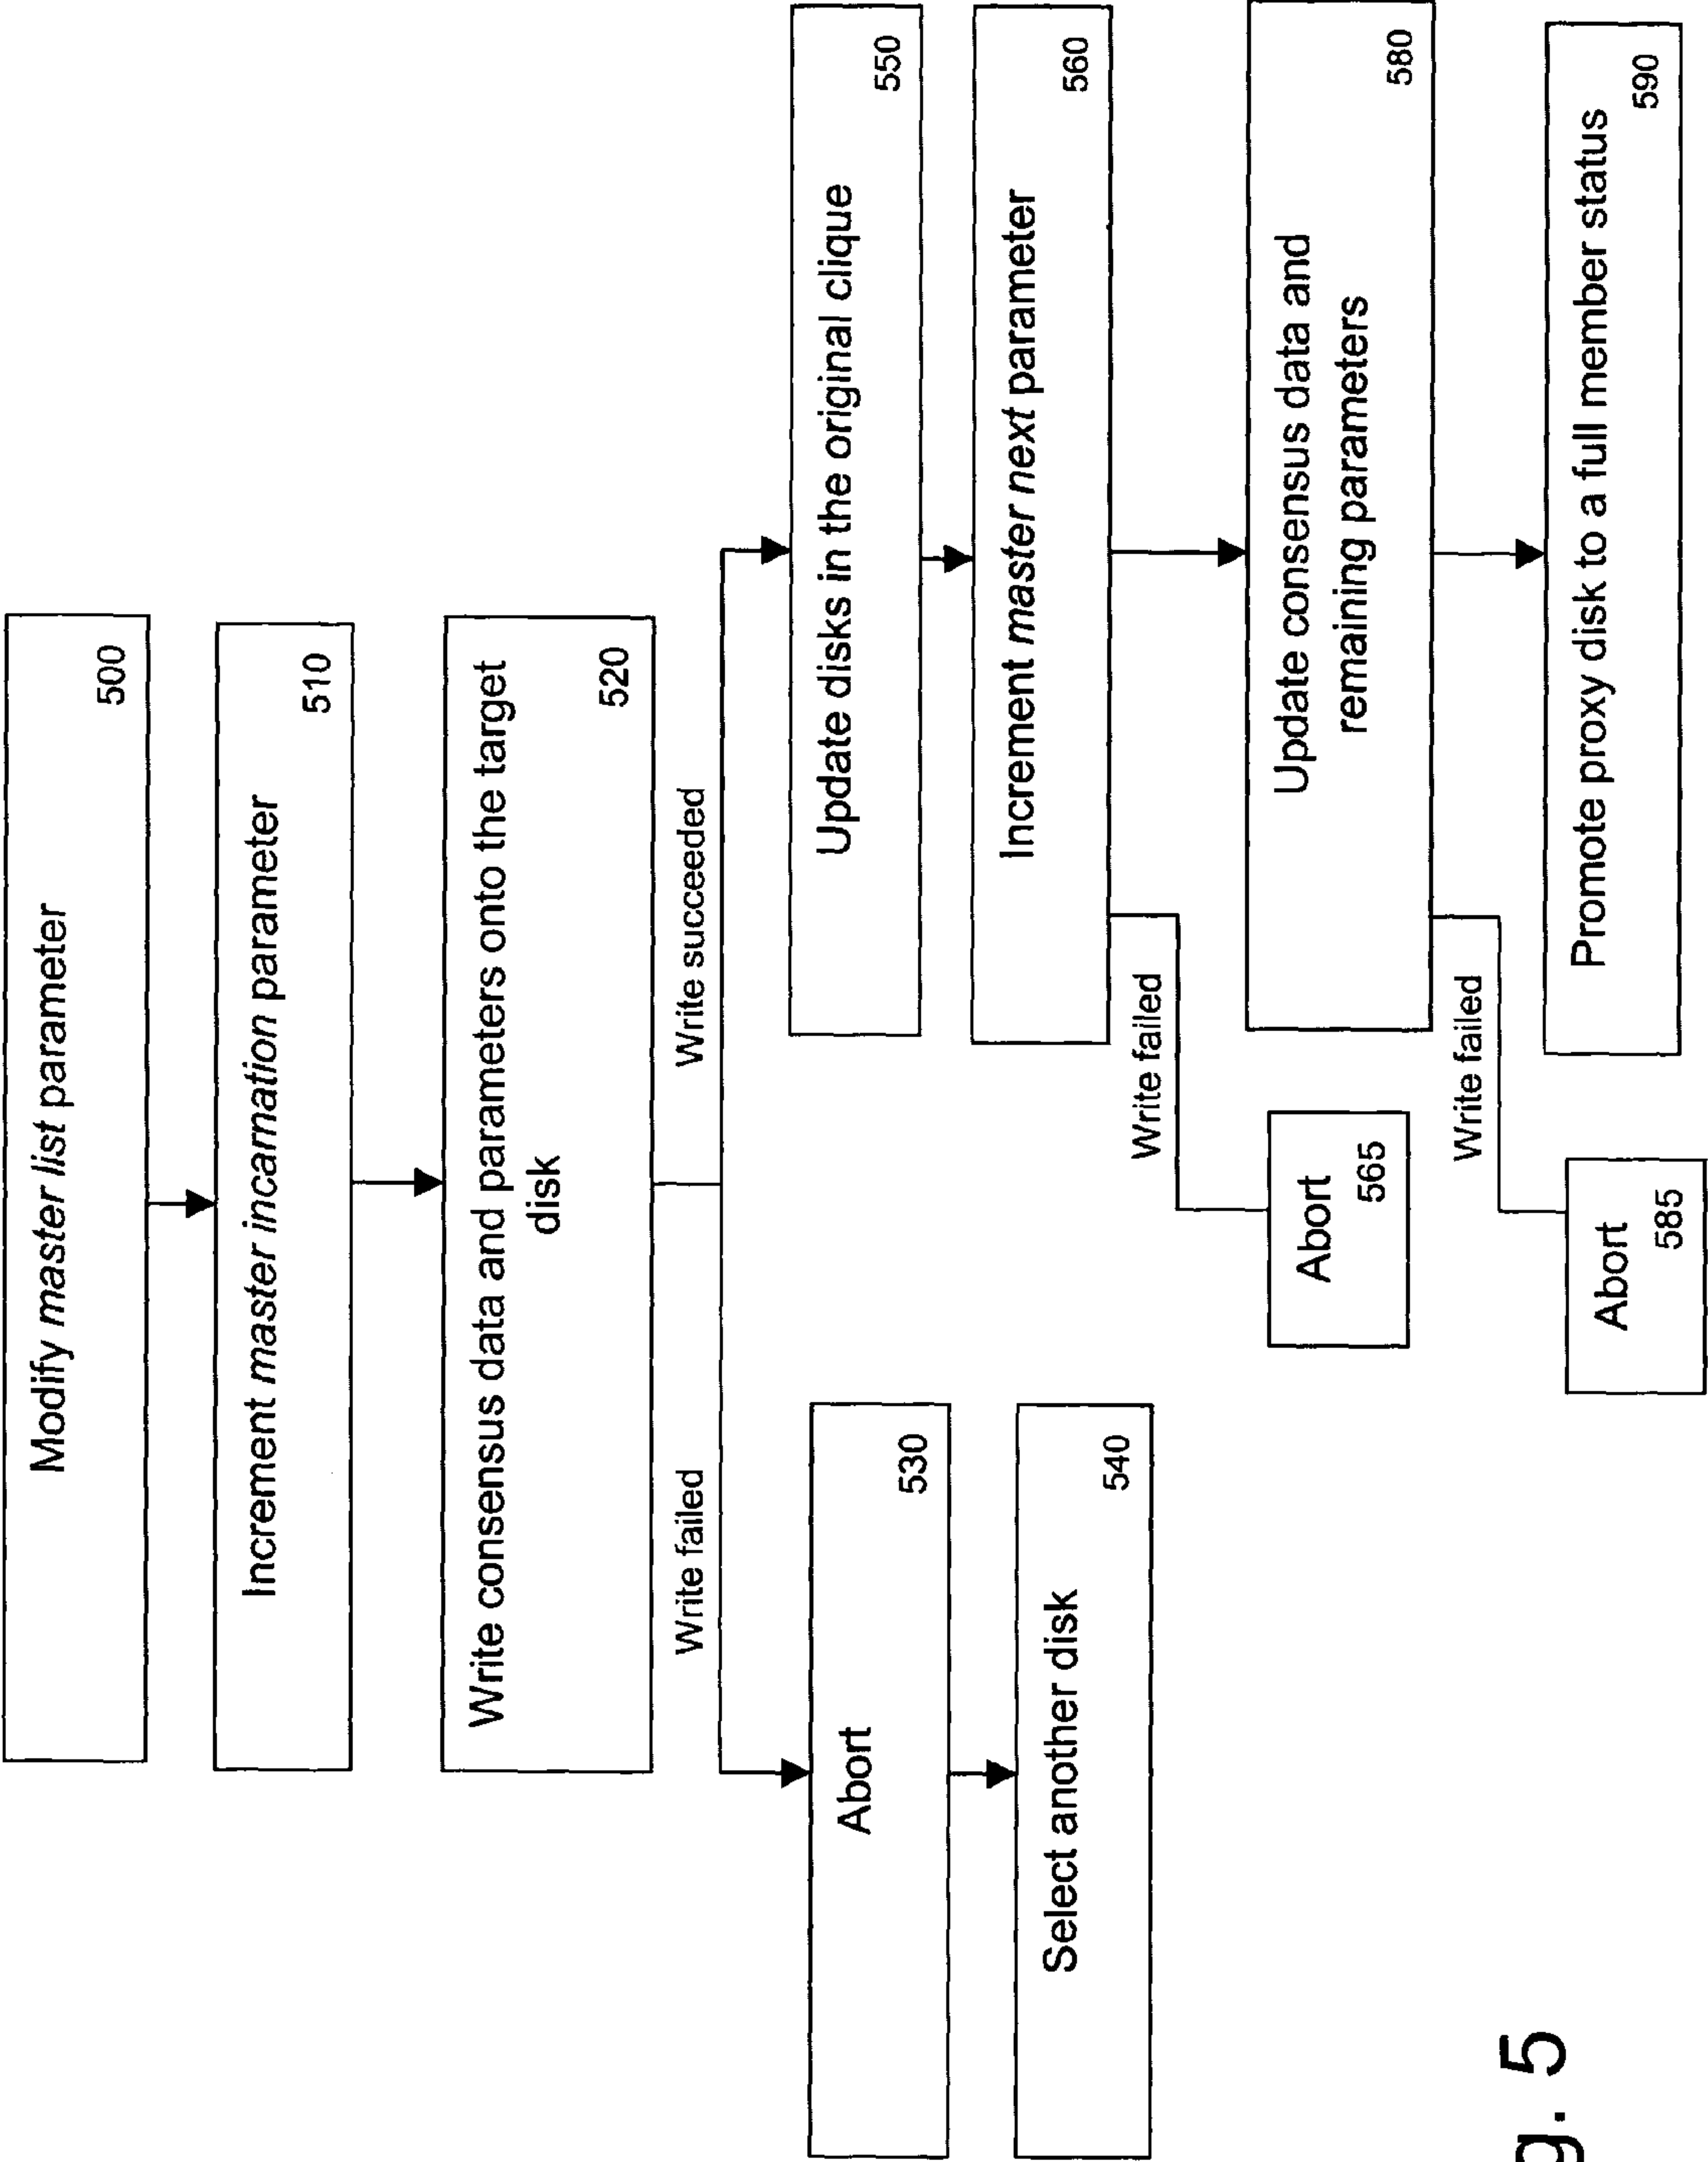 Modify master list parameter
500
Increment master incarnation parameter
510
Write consensus data and parameters onto the target
disk
520
Write failed
Write succeeded
Abort
530
Select another disk
540
Update disks in the original clique
550
Increment master next parameter
560
Write failed
Abort
565
Update consensus data and
remaining parameters
580
Write failed
Abort
585
Promote proxy disk to a full member status
590
g. 5